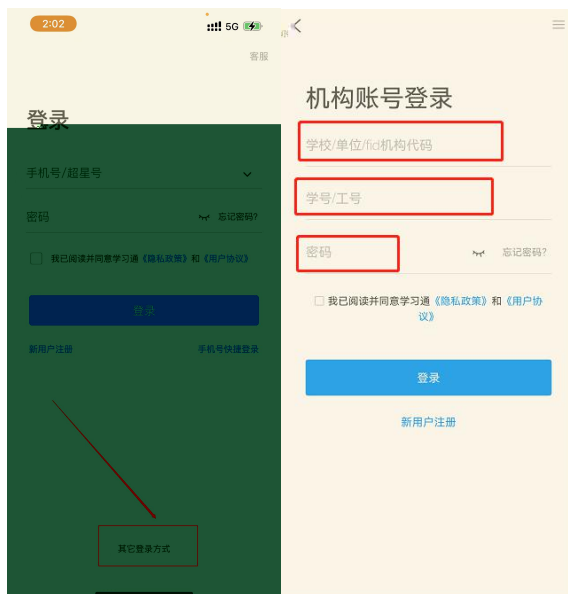 2:02
5G
客服
登录
手机号/超星号
密码
忘记密码?
我已阅读并同意学习通《隐私政策》和《用户协议》
登录
新用户注册
手机号快捷登录
其它登录方式
机构账号登录
学校/单位/fid机构代码
学号/工号
密码
忘记密码?
我已阅读并同意学习通《隐私政策》和《用户协
议》
登录
新用户注册